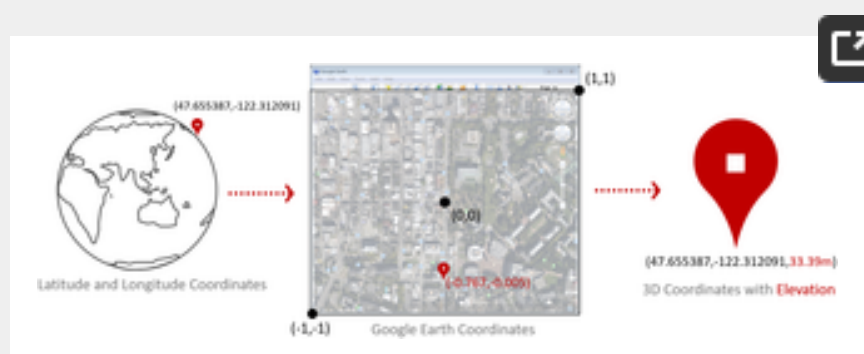 (47.655387,-122.312091)
Latitude and Longitude Coordinates
(1,1)
(0,0)
(-0.767,-0.005)
(-1,-1)
Google Earth Coordinates
(47.655387,-122.312091,33.39m)
3D Coordinates with Elevation